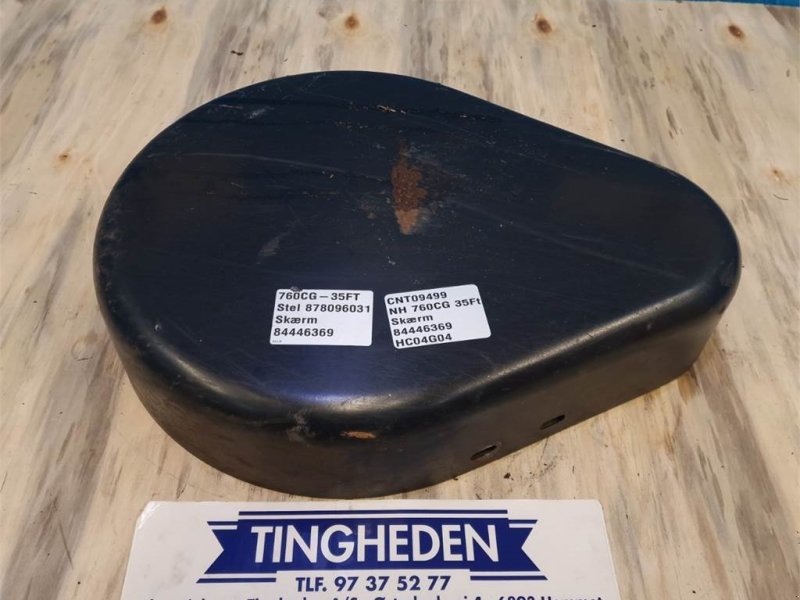 760CG-35FT
Stel 878096031
Skærm
84446369
CNT09499
NH 760CG 35Ft
Skærm
84446369
HC04G04
TINGHEDEN
TLF. 97 37 52 77